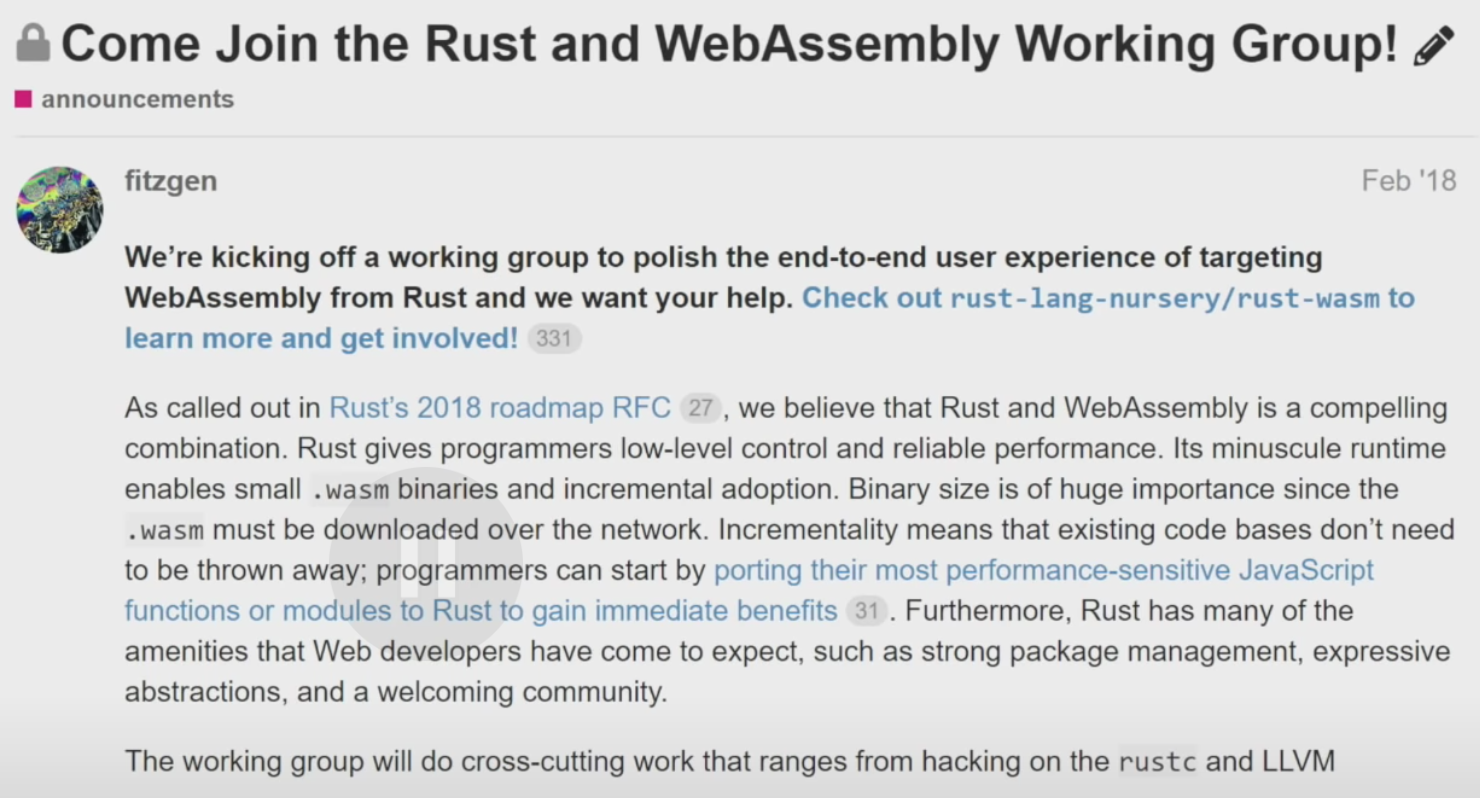 Come Join the Rust and WebAssembly Working Group!
announcements
fitzgen
Feb '18
We’re kicking off a working group to polish the end-to-end user experience of targeting
WebAssembly from Rust and we want your help. Check out rust-lang-nursery/rust-wasm to
learn more and get involved! 331
As called out in Rust’s 2018 roadmap RFC 27 , we believe that Rust and WebAssembly is a compelling
combination. Rust gives programmers low-level control and reliable performance. Its minuscule runtime
enables small .wasm binaries and incremental adoption. Binary size is of huge importance since the
.wasm must be downloaded over the network. Incrementality means that existing code bases don’t need
to be thrown away; programmers can start by porting their most performance-sensitive JavaScript
functions or modules to Rust to gain immediate benefits 31 . Furthermore, Rust has many of the
amenities that Web developers have come to expect, such as strong package management, expressive
abstractions, and a welcoming community.
The working group will do cross-cutting work that ranges from hacking on the rustc and LLVM